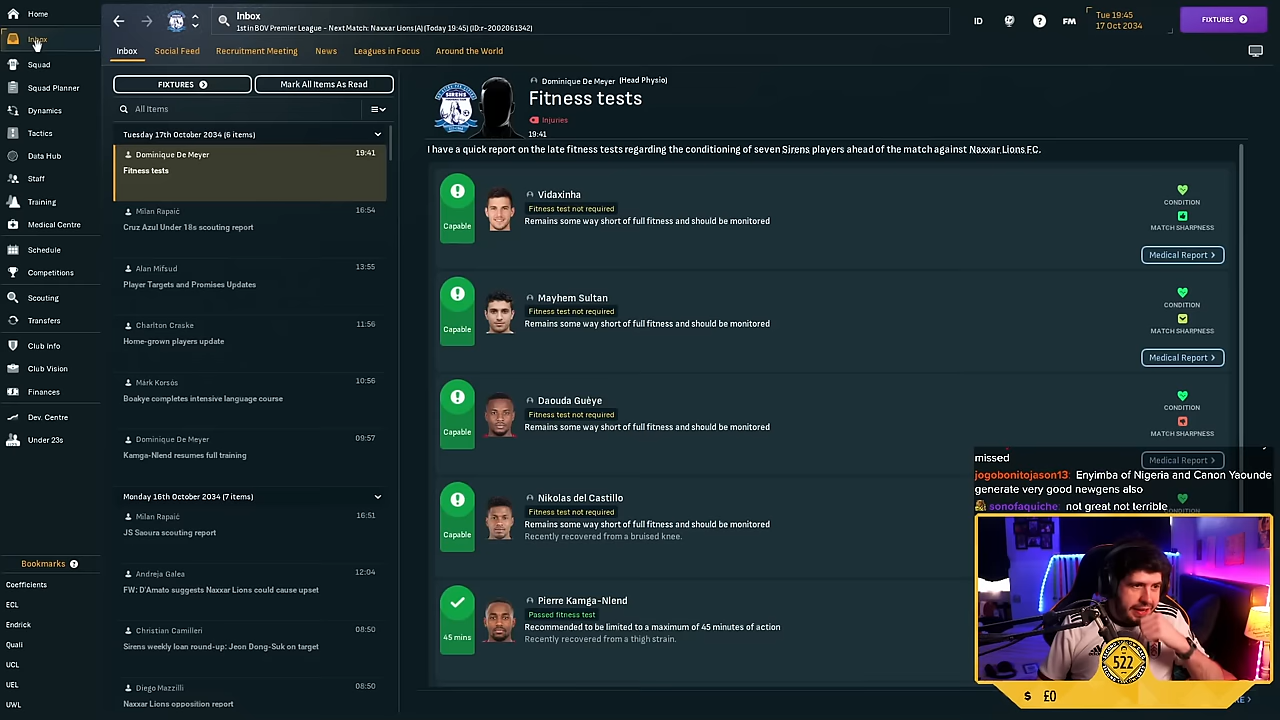 Home
Inbox
Squad
Squad Planner
Dynamics
Tactics
Data Hub
Staff
Training
Medical Centre
Schedule
Competitions
Scouting
Transfers
Club Info
Club Vision
Finances
Dev. Centre
Under 23s
Bookmarks
Coefficients
ECL
Endrick
Quali
UCL
UEL
UWL
Inbox
1st in BOV Premier League - Next Match: Naxxar Lions (A) (Today 19:45) (ID:r-2002061342)
ID
FM
Tue 19:45
17 Oct 2034
FIXTURES
Inbox
Social Feed
Recruitment Meeting
News
Leagues in Focus
Around the World
FIXTURES
Mark All Items As Read
All Items
Tuesday 17th October 2034 (6 items)
Dominique De Meyer 19:41
Fitness tests
Milan Rapaić 16:54
Cruz Azul Under 18s scouting report
Alan Mifsud 13:55
Player Targets and Promises Updates
Charlton Craske 11:56
Home-grown players update
Márk Korsós 10:56
Boakye completes intensive language course
Dominique De Meyer 09:57
Kamga-Nlend resumes full training
Monday 16th October 2034 (7 items)
Milan Rapaić 16:51
JS Saoura scouting report
Andreja Galea 12:04
FW: D'Amato suggests Naxxar Lions could cause upset
Christian Camilleri 08:50
Sirens weekly loan round-up: Jeon Dong-Suk on target
Diego Mazzilli 08:50
Naxxar Lions opposition report
SIRENS
Dominique De Meyer (Head Physio)
Fitness tests
Injuries
19:41
I have a quick report on the late fitness tests regarding the conditioning of seven Sirens players ahead of the match against Naxxar Lions F.C.
Capable
Vidaxinha
Fitness test not required
Remains some way short of full fitness and should be monitored
CONDITION
MATCH SHARPNESS
Medical Report >
Capable
Mayhem Sultan
Fitness test not required
Remains some way short of full fitness and should be monitored
CONDITION
MATCH SHARPNESS
Medical Report >
Capable
Daouda Guèye
Fitness test not required
Remains some way short of full fitness and should be monitored
CONDITION
MATCH SHARPNESS
Medical Report >
Capable
Nikolas del Castillo
Fitness test not required
Remains some way short of full fitness and should be monitored
Recently recovered from a bruised knee.
45 mins
Pierre Kamga-Nlend
Passed fitness test
Recommended to be limited to a maximum of 45 minutes of action
Recently recovered from a thigh strain.
missed
jogobonitojason13: Enyimba of Nigeria and Canon Yaounde
generate very good newgens also
sonofaquiche: not great not terrible
522
$ £0